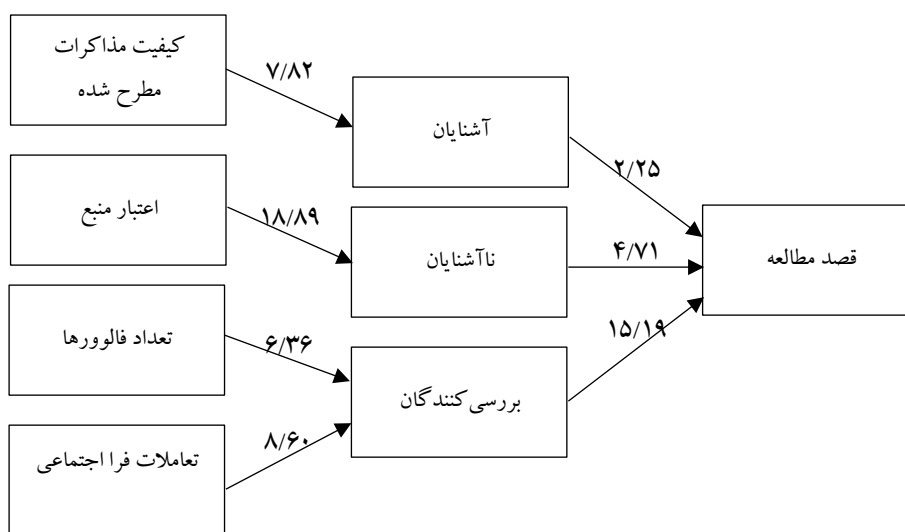 کیفیت مذاکرات
مطرح شده
۷/۸۲
آشنایان
۲/۲۵
اعتبار منبع
۱۸/۸۹
ناآشنایان
۴/۷۱
قصد مطالعه
تعداد فالوورها
۶/۳۶
بررسی‌کنندگان
۱۵/۱۹
تعاملات فرا اجتماعی
۸/۶۰